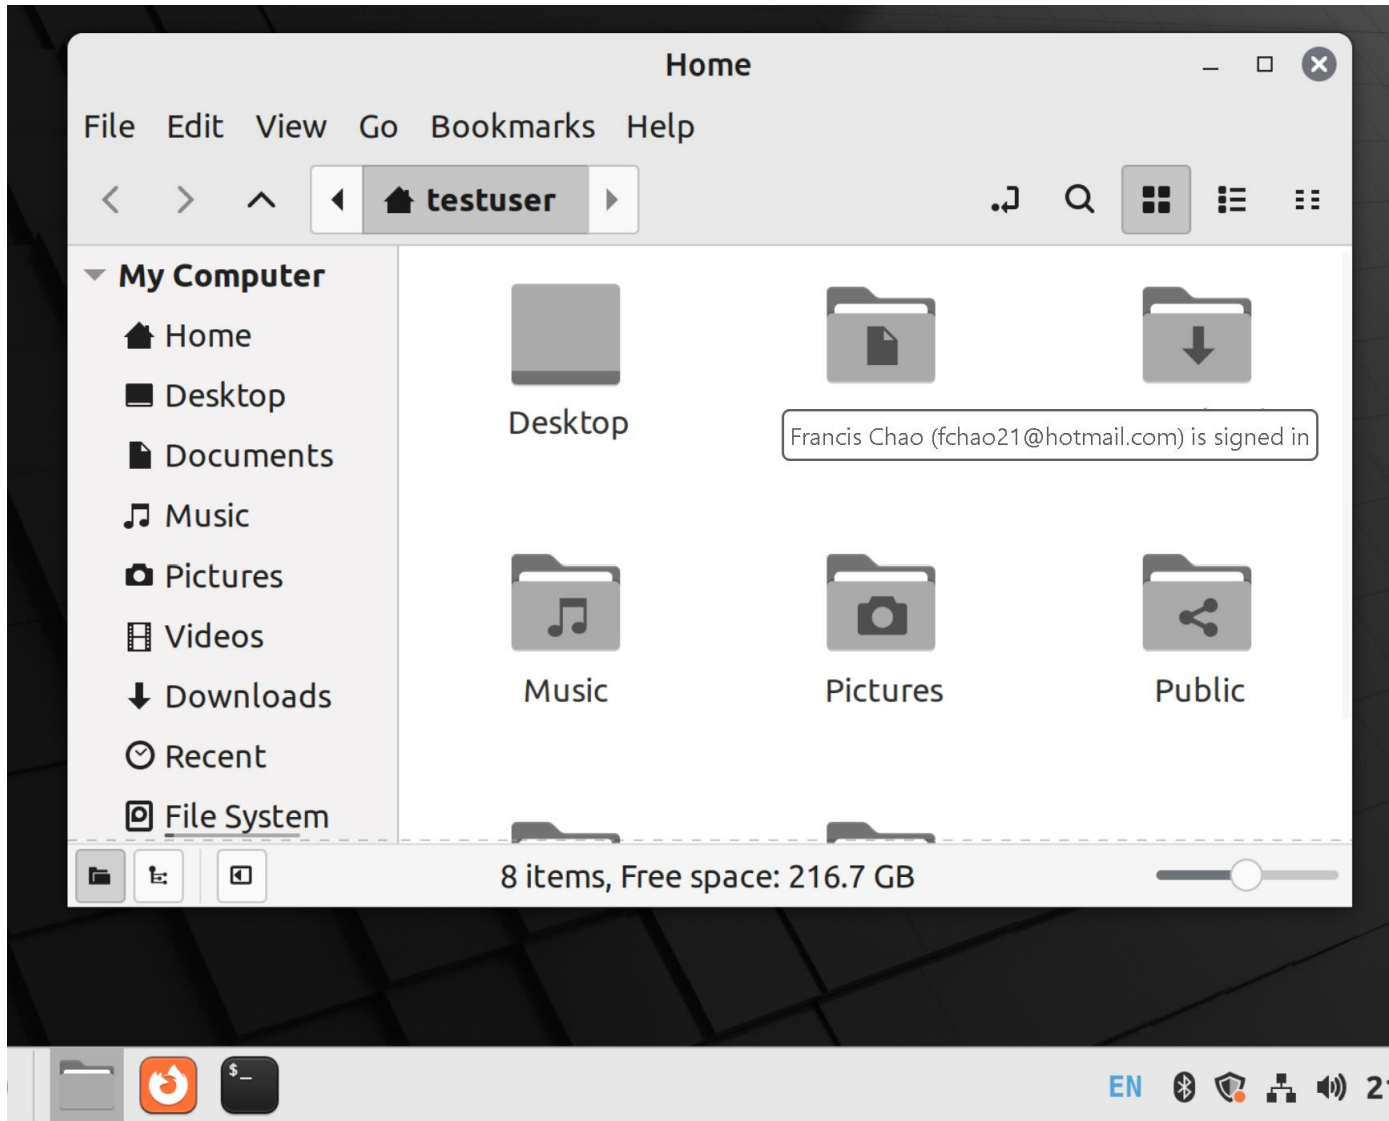 Home
File Edit View Go Bookmarks Help
testuser
My Computer
Home
Desktop
Documents
Music
Pictures
Videos
Downloads
Recent
File System
Desktop
Francis Chao (fchao21@hotmail.com) is signed in
Music Pictures Public
8 items, Free space: 216.7 GB
$_
EN